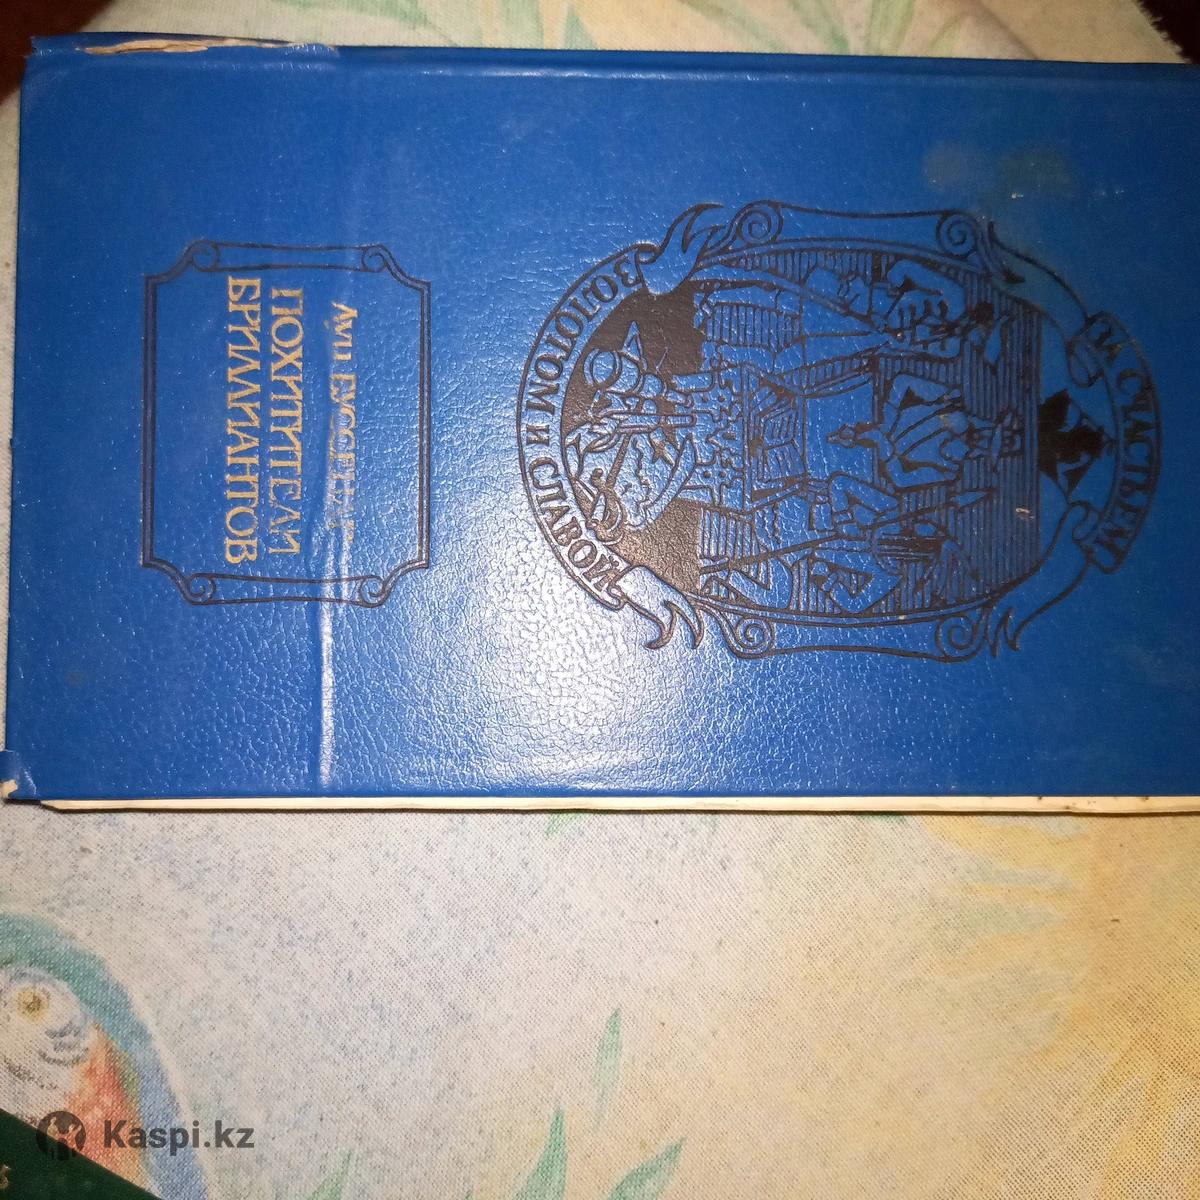 За Счастьем
Золотом и Славой
Луи Буссенар
ПОХИТИТЕЛИ
БРИЛЛИАНТОВ
Kaspi.kz